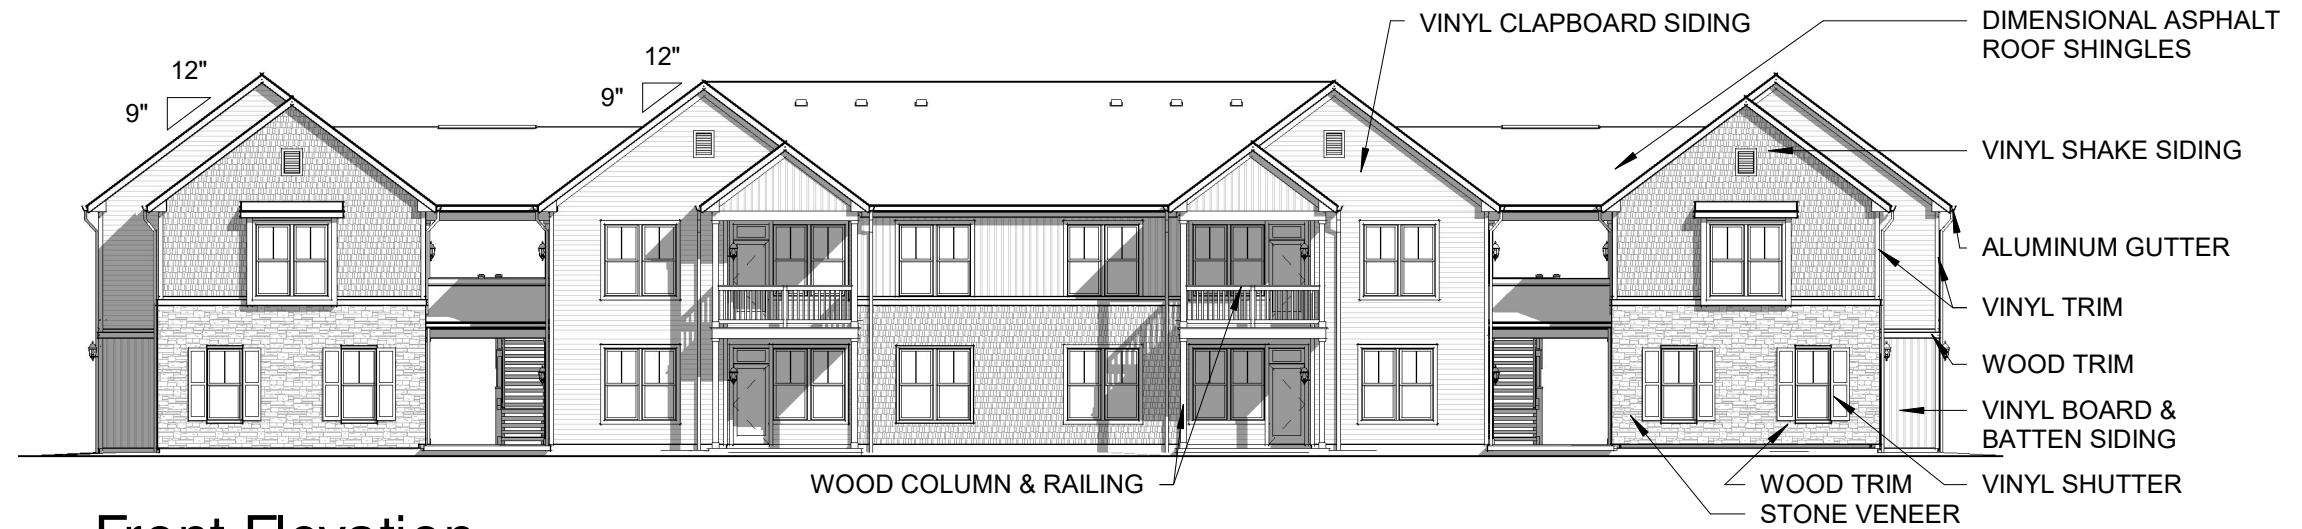 VINYL CLAPBOARD SIDING
DIMENSIONAL ASPHALT
ROOF SHINGLES
12"
9"
12"
9"
VINYL SHAKE SIDING
ALUMINUM GUTTER
VINYL TRIM
WOOD TRIM
VINYL BOARD &
BATTEN SIDING
WOOD COLUMN & RAILING
WOOD TRIM
VINYL SHUTTER
STONE VENEER
Front Elevation